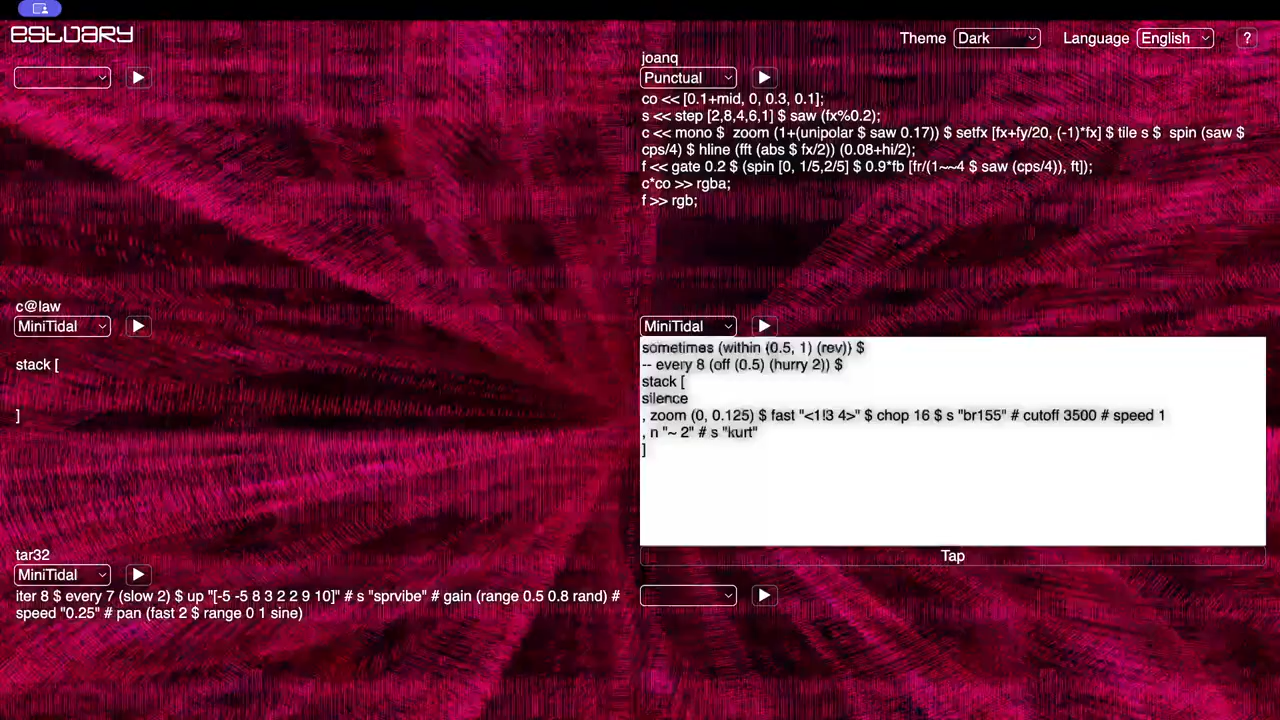 estuary
Theme Dark Language English ?
joanq
Punctual
co << [0.1+mid, 0, 0.3, 0.1];
s << step [2,8,4,6,1] $ saw (fx%0.2);
c << mono $  zoom (1+(unipolar $ saw 0.17)) $ setfx [fx+fy/20, (-1)*fx] $ tile s $  spin (saw $
cps/4) $ hline (fft (abs $ fx/2)) (0.08+hi/2);
f << gate 0.2 $ (spin [0, 1/5,2/5] $ 0.9*fb [fr/(1~~4 $ saw (cps/4)), ft]);
c*co >> rgba;
f >> rgb;
c@law
MiniTidal
stack [
]
MiniTidal
sometimes (within (0.5, 1) (rev)) $
-- every 8 (off (0.5) (hurry 2)) $
stack [
silence
, zoom (0, 0.125) $ fast "<1!3 4>" $ chop 16 $ s "br155" # cutoff 3500 # speed 1
, n "~ 2" # s "kurt"
]
Tap
tar32
MiniTidal
iter 8 $ every 7 (slow 2) $ up "[-5 -5 8 3 2 2 9 10]" # s "sprvibe" # gain (range 0.5 0.8 rand) #
speed "0.25" # pan (fast 2 $ range 0 1 sine)